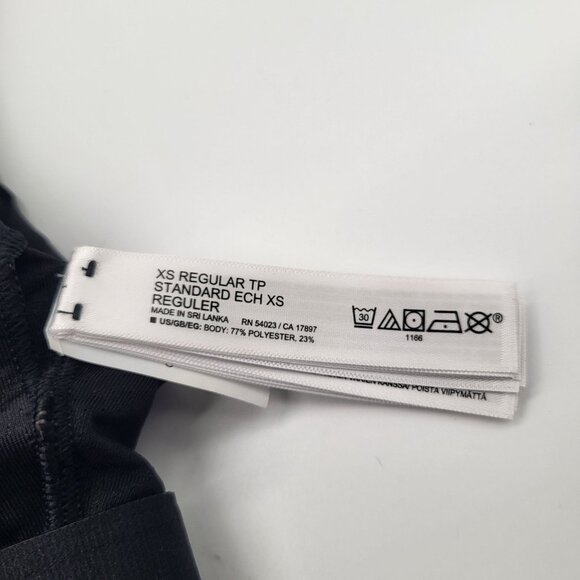 XS REGULAR TP
STANDARD ECH XS
REGULER
MADE IN SRI LANKA RN 54023 / CA 17897
■ US/GB/EG: BODY: 77% POLYESTER, 23%
30
®
1166
POISTA VIIPYMÄTTÄ